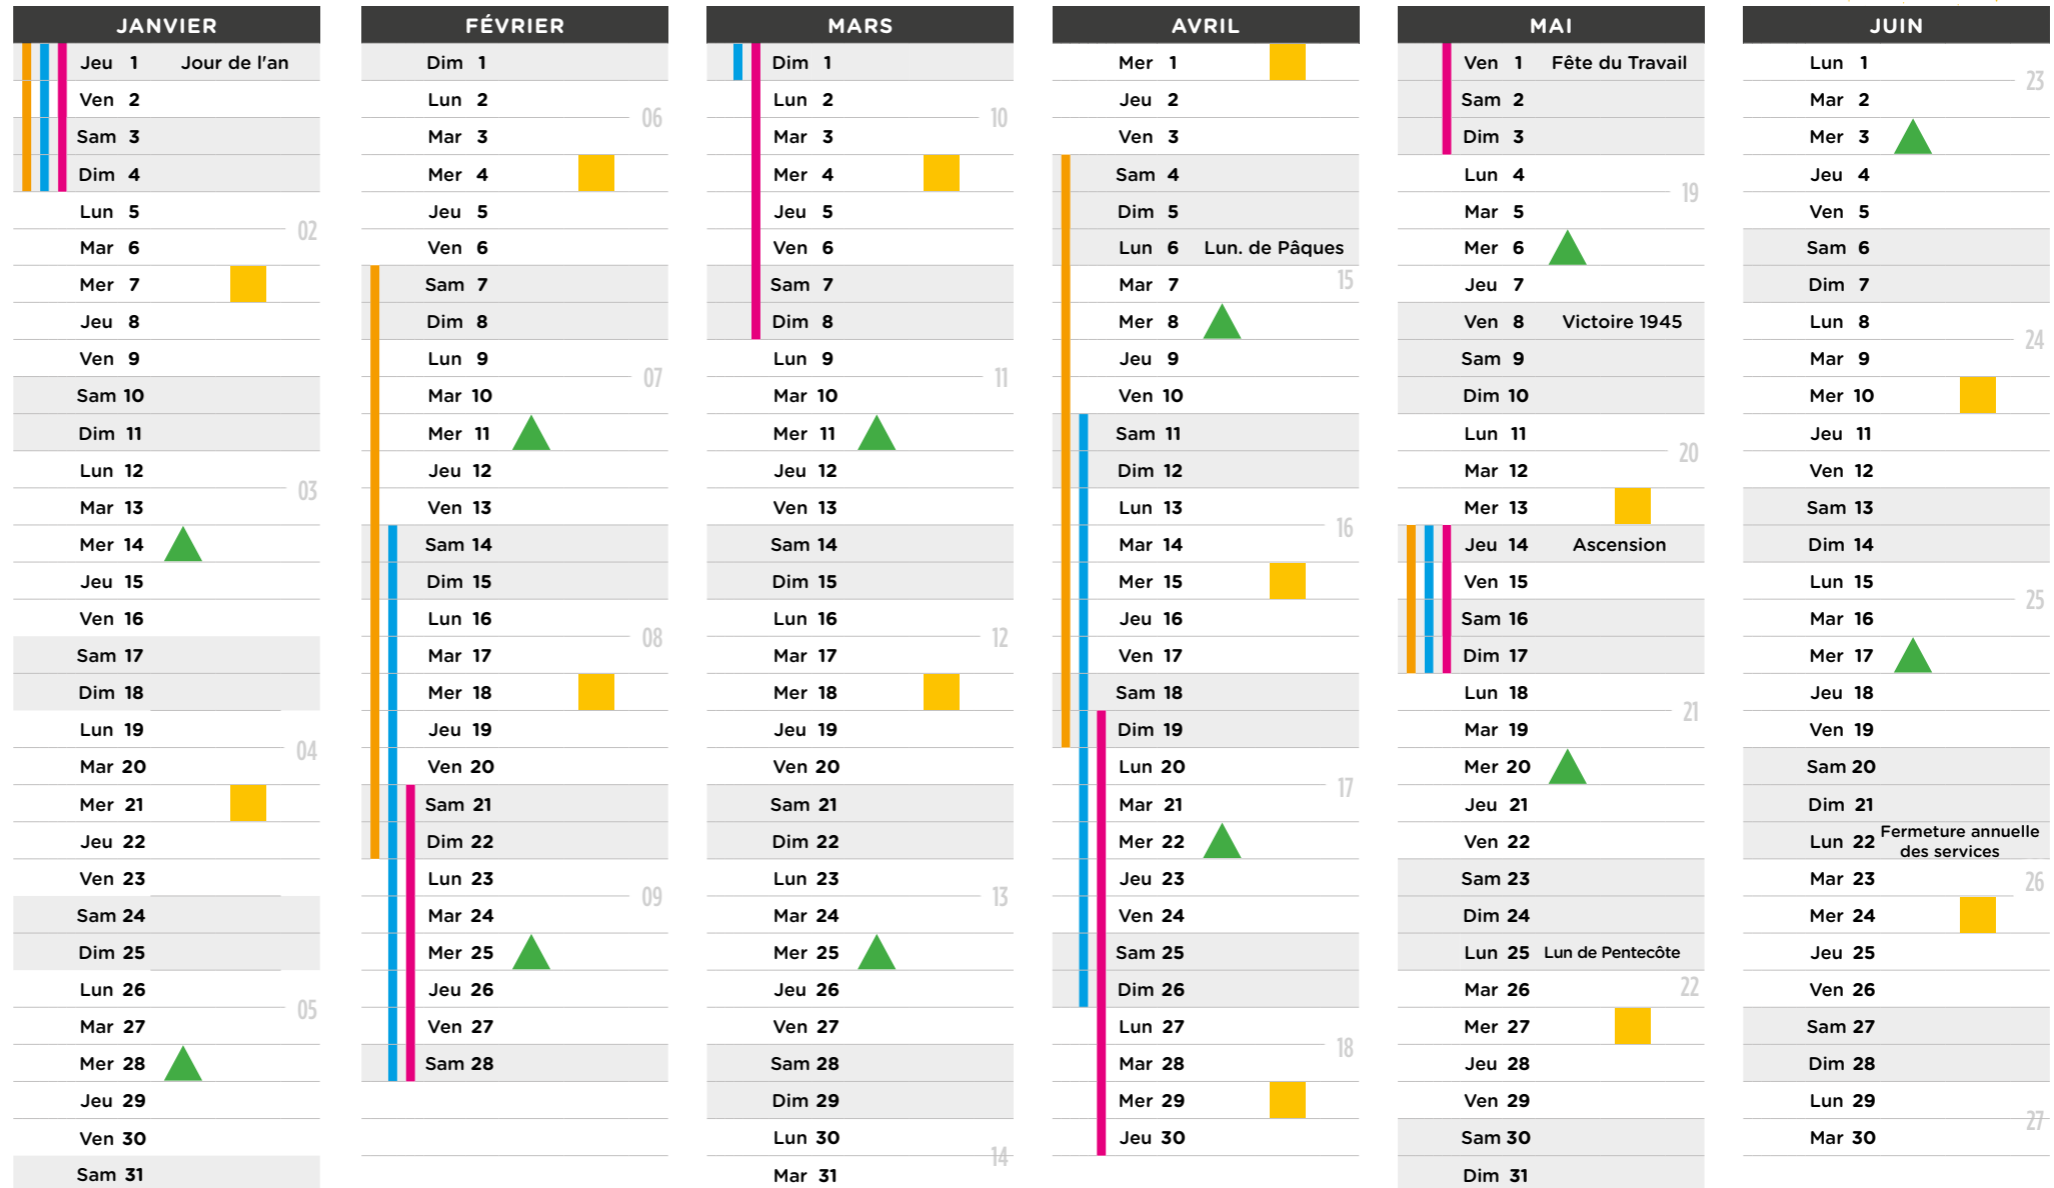 JANVIER
Jeu 1 Jour de l'an
Ven 2
Sam 3
Dim 4
Lun 5
02
Mar 6
Mer 7
Jeu 8
Ven 9
Sam 10
Dim 11
Lun 12
03
Mar 13
Mer 14
Jeu 15
Ven 16
Sam 17
Dim 18
Lun 19
04
Mar 20
Mer 21
Jeu 22
Ven 23
Sam 24
Dim 25
Lun 26
05
Mar 27
Mer 28
Jeu 29
Ven 30
Sam 31
FÉVRIER
Dim 1
Lun 2
06
Mar 3
Mer 4
Jeu 5
Ven 6
Sam 7
Dim 8
Lun 9
07
Mar 10
Mer 11
Jeu 12
Ven 13
Sam 14
Dim 15
Lun 16
08
Mar 17
Mer 18
Jeu 19
Ven 20
Sam 21
Dim 22
Lun 23
09
Mar 24
Mer 25
Jeu 26
Ven 27
Sam 28
MARS
Dim 1
Lun 2
10
Mar 3
Mer 4
Jeu 5
Ven 6
Sam 7
Dim 8
Lun 9
11
Mar 10
Mer 11
Jeu 12
Ven 13
Sam 14
Dim 15
Lun 16
12
Mar 17
Mer 18
Jeu 19
Ven 20
Sam 21
Dim 22
Lun 23
13
Mar 24
Mer 25
Jeu 26
Ven 27
Sam 28
Dim 29
Lun 30
14
Mar 31
AVRIL
Mer 1
Jeu 2
Ven 3
Sam 4
Dim 5
Lun 6 Lun. de Pâques
15
Mar 7
Mer 8
Jeu 9
Ven 10
Sam 11
Dim 12
Lun 13
16
Mar 14
Mer 15
Jeu 16
Ven 17
Sam 18
Dim 19
Lun 20
17
Mar 21
Mer 22
Jeu 23
Ven 24
Sam 25
Dim 26
Lun 27
18
Mar 28
Mer 29
Jeu 30
MAI
Ven 1 Fête du Travail
Sam 2
Dim 3
Lun 4
19
Mar 5
Mer 6
Jeu 7
Ven 8 Victoire 1945
Sam 9
Dim 10
Lun 11
20
Mar 12
Mer 13
Jeu 14 Ascension
Ven 15
Sam 16
Dim 17
Lun 18
21
Mar 19
Mer 20
Jeu 21
Ven 22
Sam 23
Dim 24
Lun 25 Lun de Pentecôte
22
Mar 26
Mer 27
Jeu 28
Ven 29
Sam 30
Dim 31
JUIN
Lun 1
23
Mar 2
Mer 3
Jeu 4
Ven 5
Sam 6
Dim 7
Lun 8
24
Mar 9
Mer 10
Jeu 11
Ven 12
Sam 13
Dim 14
Lun 15
25
Mar 16
Mer 17
Jeu 18
Ven 19
Sam 20
Dim 21
Lun 22 Fermeture annuelle
des services
Mar 23
26
Mer 24
Jeu 25
Ven 26
Sam 27
Dim 28
Lun 29
27
Mar 30